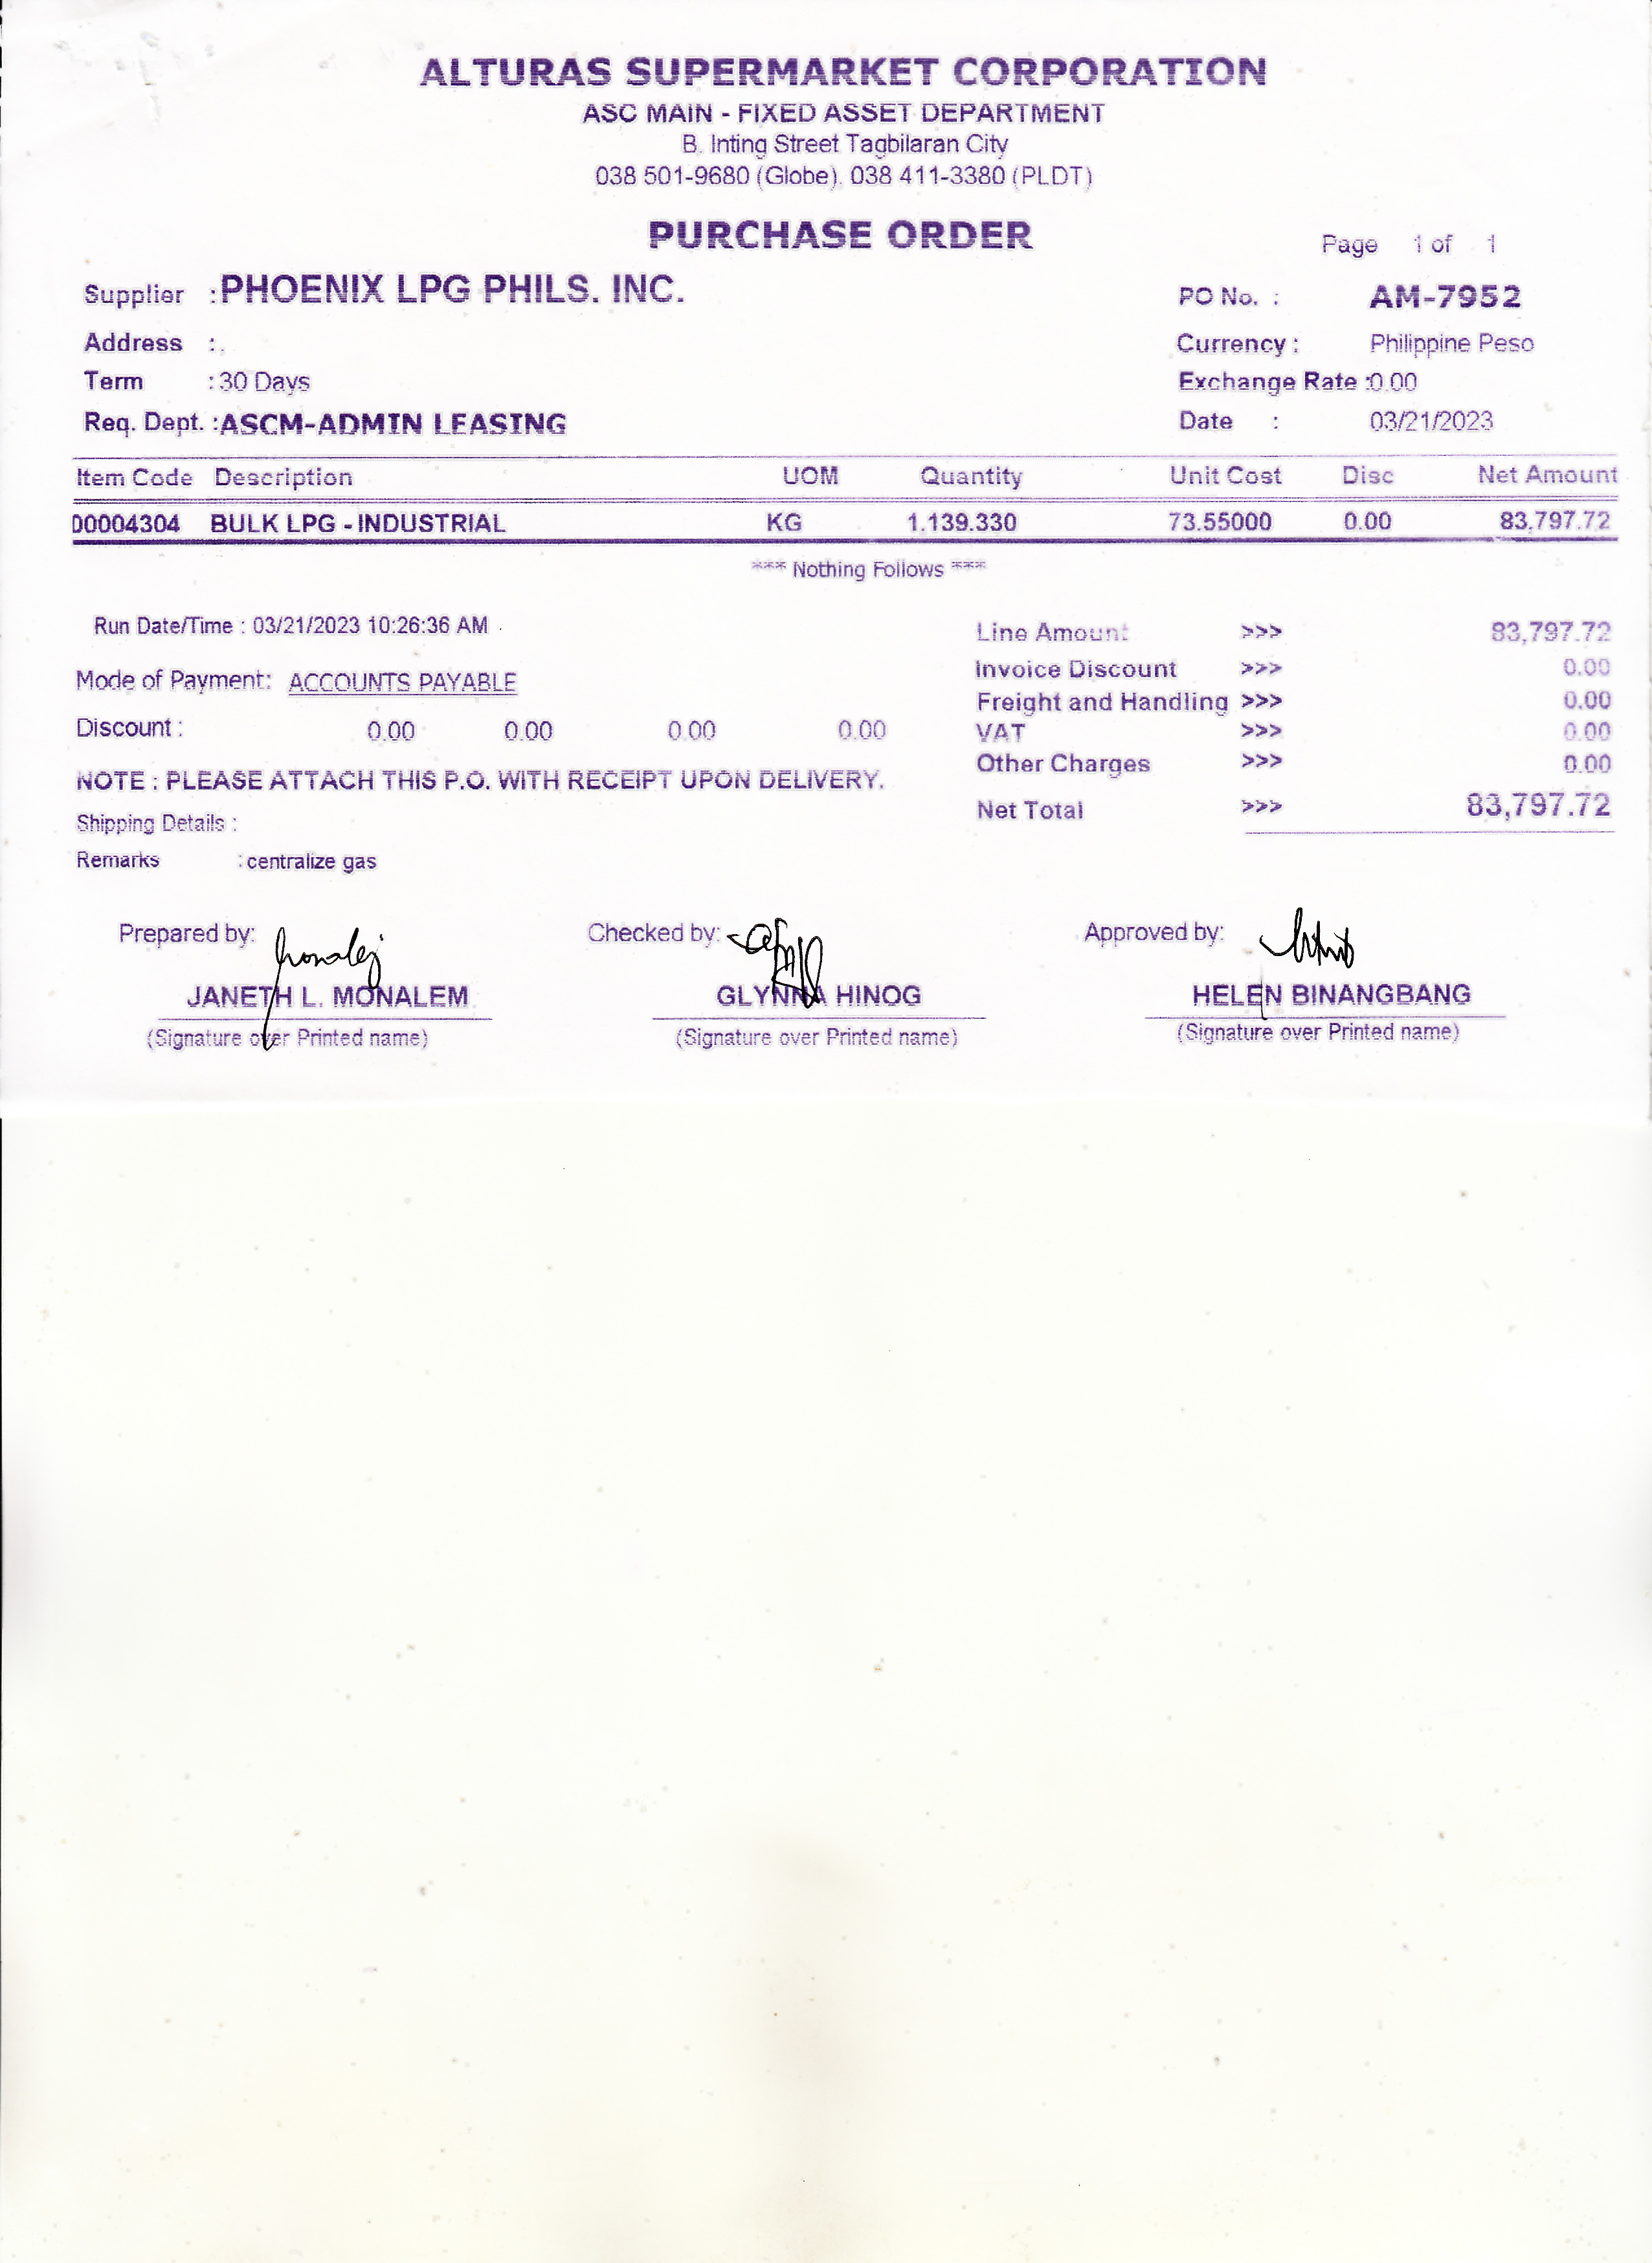 ALTURAS SUPERMARKET CORPORATION
ASC MAIN - FIXED ASSET DEPARTMENT
B. Inting Street Tagbilaran City
038 501-9680 (Globe). 038 411-3380 (PLDT)
PURCHASE ORDER
Page 1 of 1
Supplier : PHOENIX LPG PHILS. INC. PO No. : AM-7952
Address : . Currency : Philippine Peso
Term : 30 Days Exchange Rate : 0.00
Req. Dept. : ASCM-ADMIN LEASING Date : 03/21/2023
Item Code Description UOM Quantity Unit Cost Disc Net Amount
00004304 BULK LPG - INDUSTRIAL KG 1.139.330 73.55000 0.00 83,797.72
*** Nothing Follows ***
Run Date/Time : 03/21/2023 10:26:36 AM Line Amount >>> 83,797.72
Invoice Discount >>> 0.00
Mode of Payment: ACCOUNTS PAYABLE
Freight and Handling >>> 0.00
Discount : 0.00 0.00 0.00 0.00 VAT >>> 0.00
Other Charges >>> 0.00
NOTE : PLEASE ATTACH THIS P.O. WITH RECEIPT UPON DELIVERY.
Net Total >>> 83,797.72
Shipping Details :
Remarks : centralize gas
Prepared by: Checked by: Approved by:
JANETH L. MONALEM GLYNNA HINOG HELEN BINANGBANG
(Signature over Printed name) (Signature over Printed name) (Signature over Printed name)